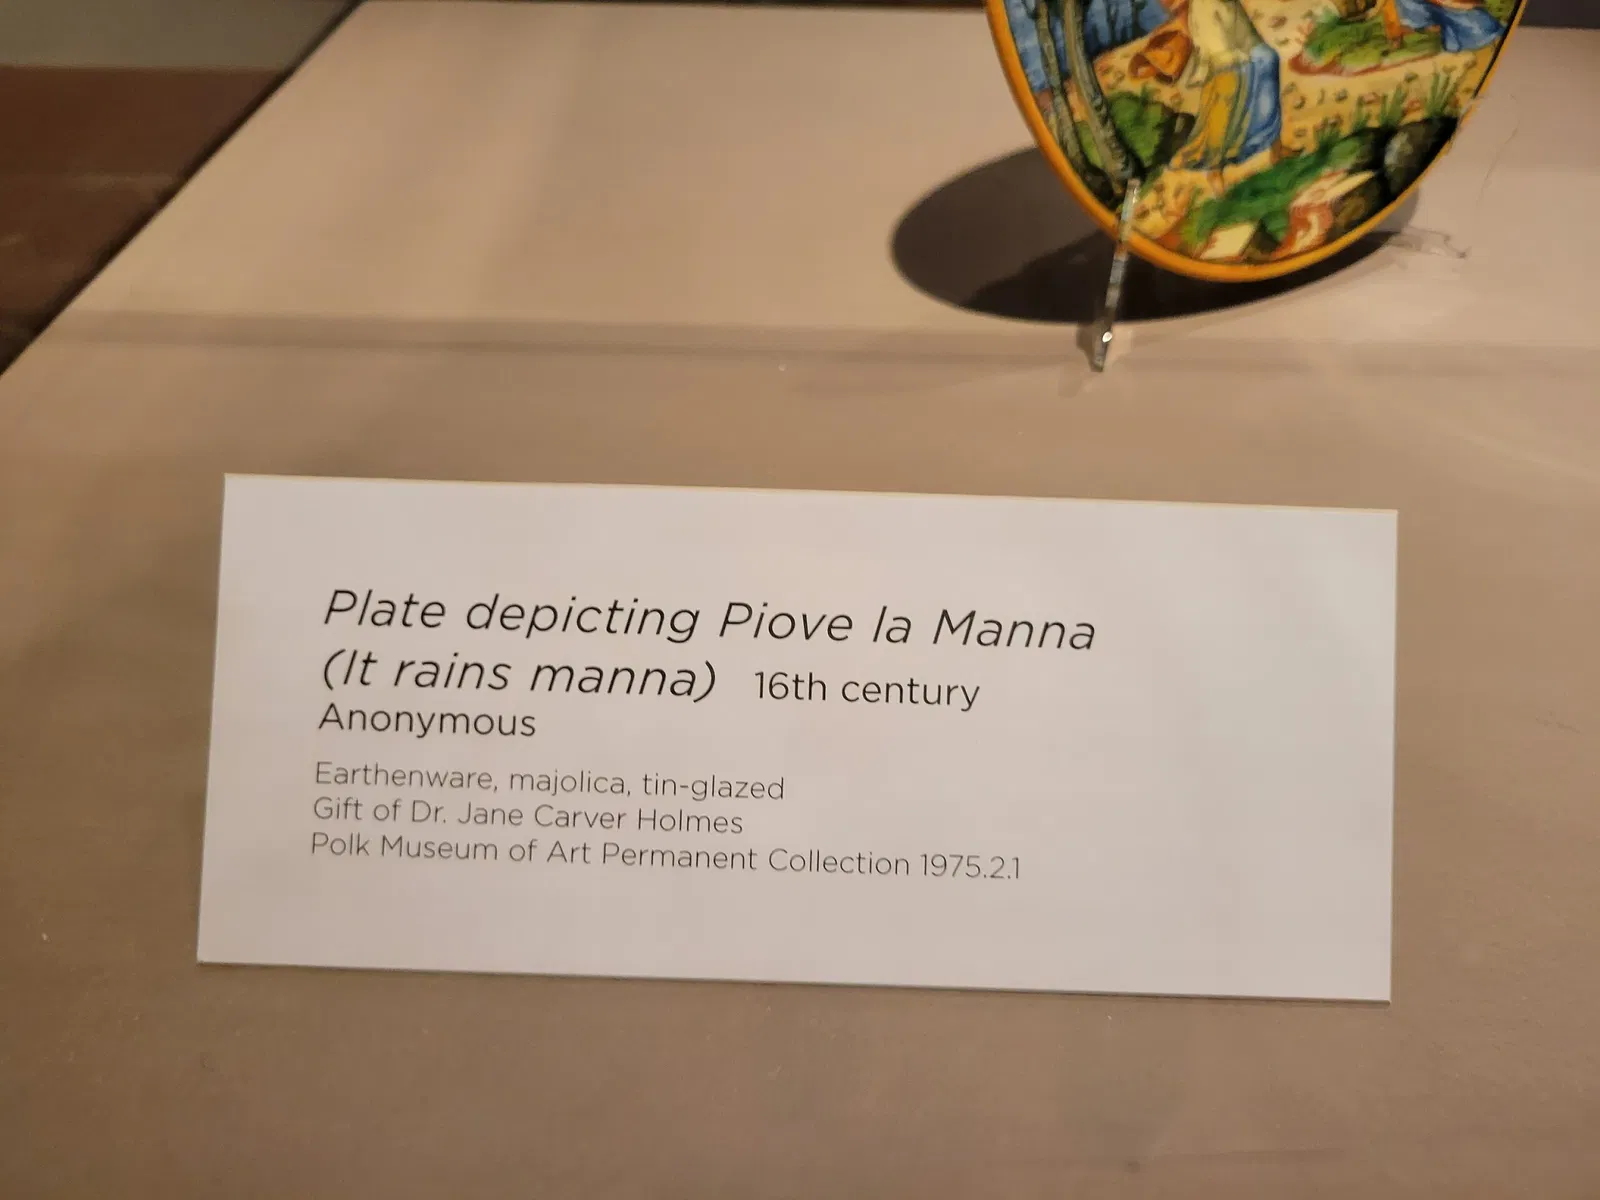 Plate depicting Piove la Manna
(It rains manna) 16th century
Anonymous
Earthenware, majolica, tin-glazed
Gift of Dr. Jane Carver Holmes
Polk Museum of Art Permanent Collection 1975.2.1